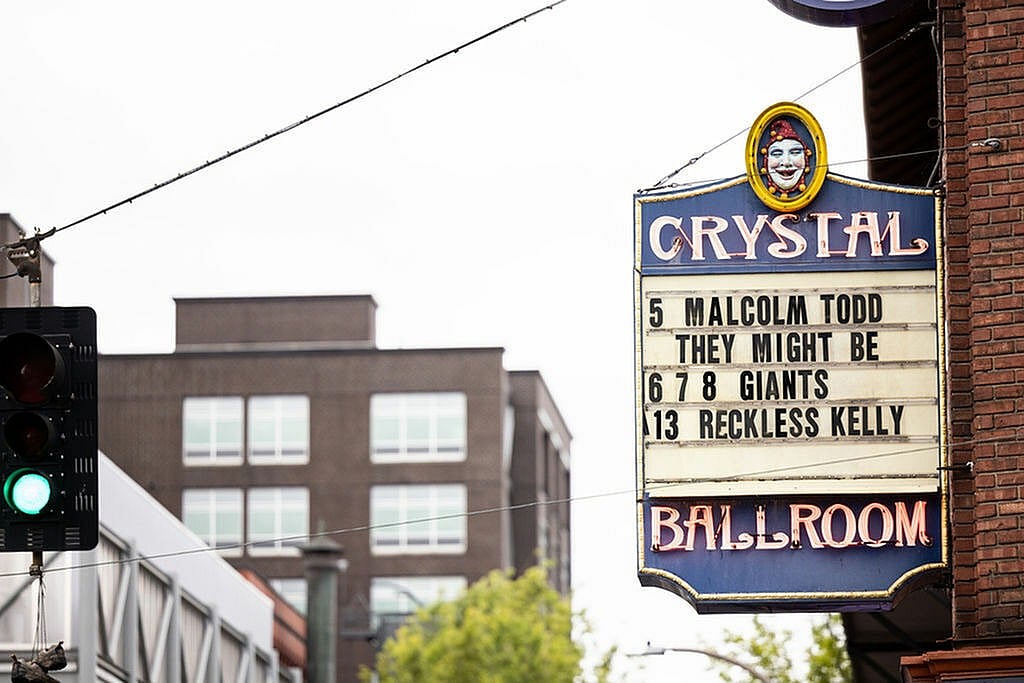 CRYSTAL
5 MALCOLM TODD
THEY MIGHT BE
6 7 8 GIANTS
13 RECKLESS KELLY
BALLROOM